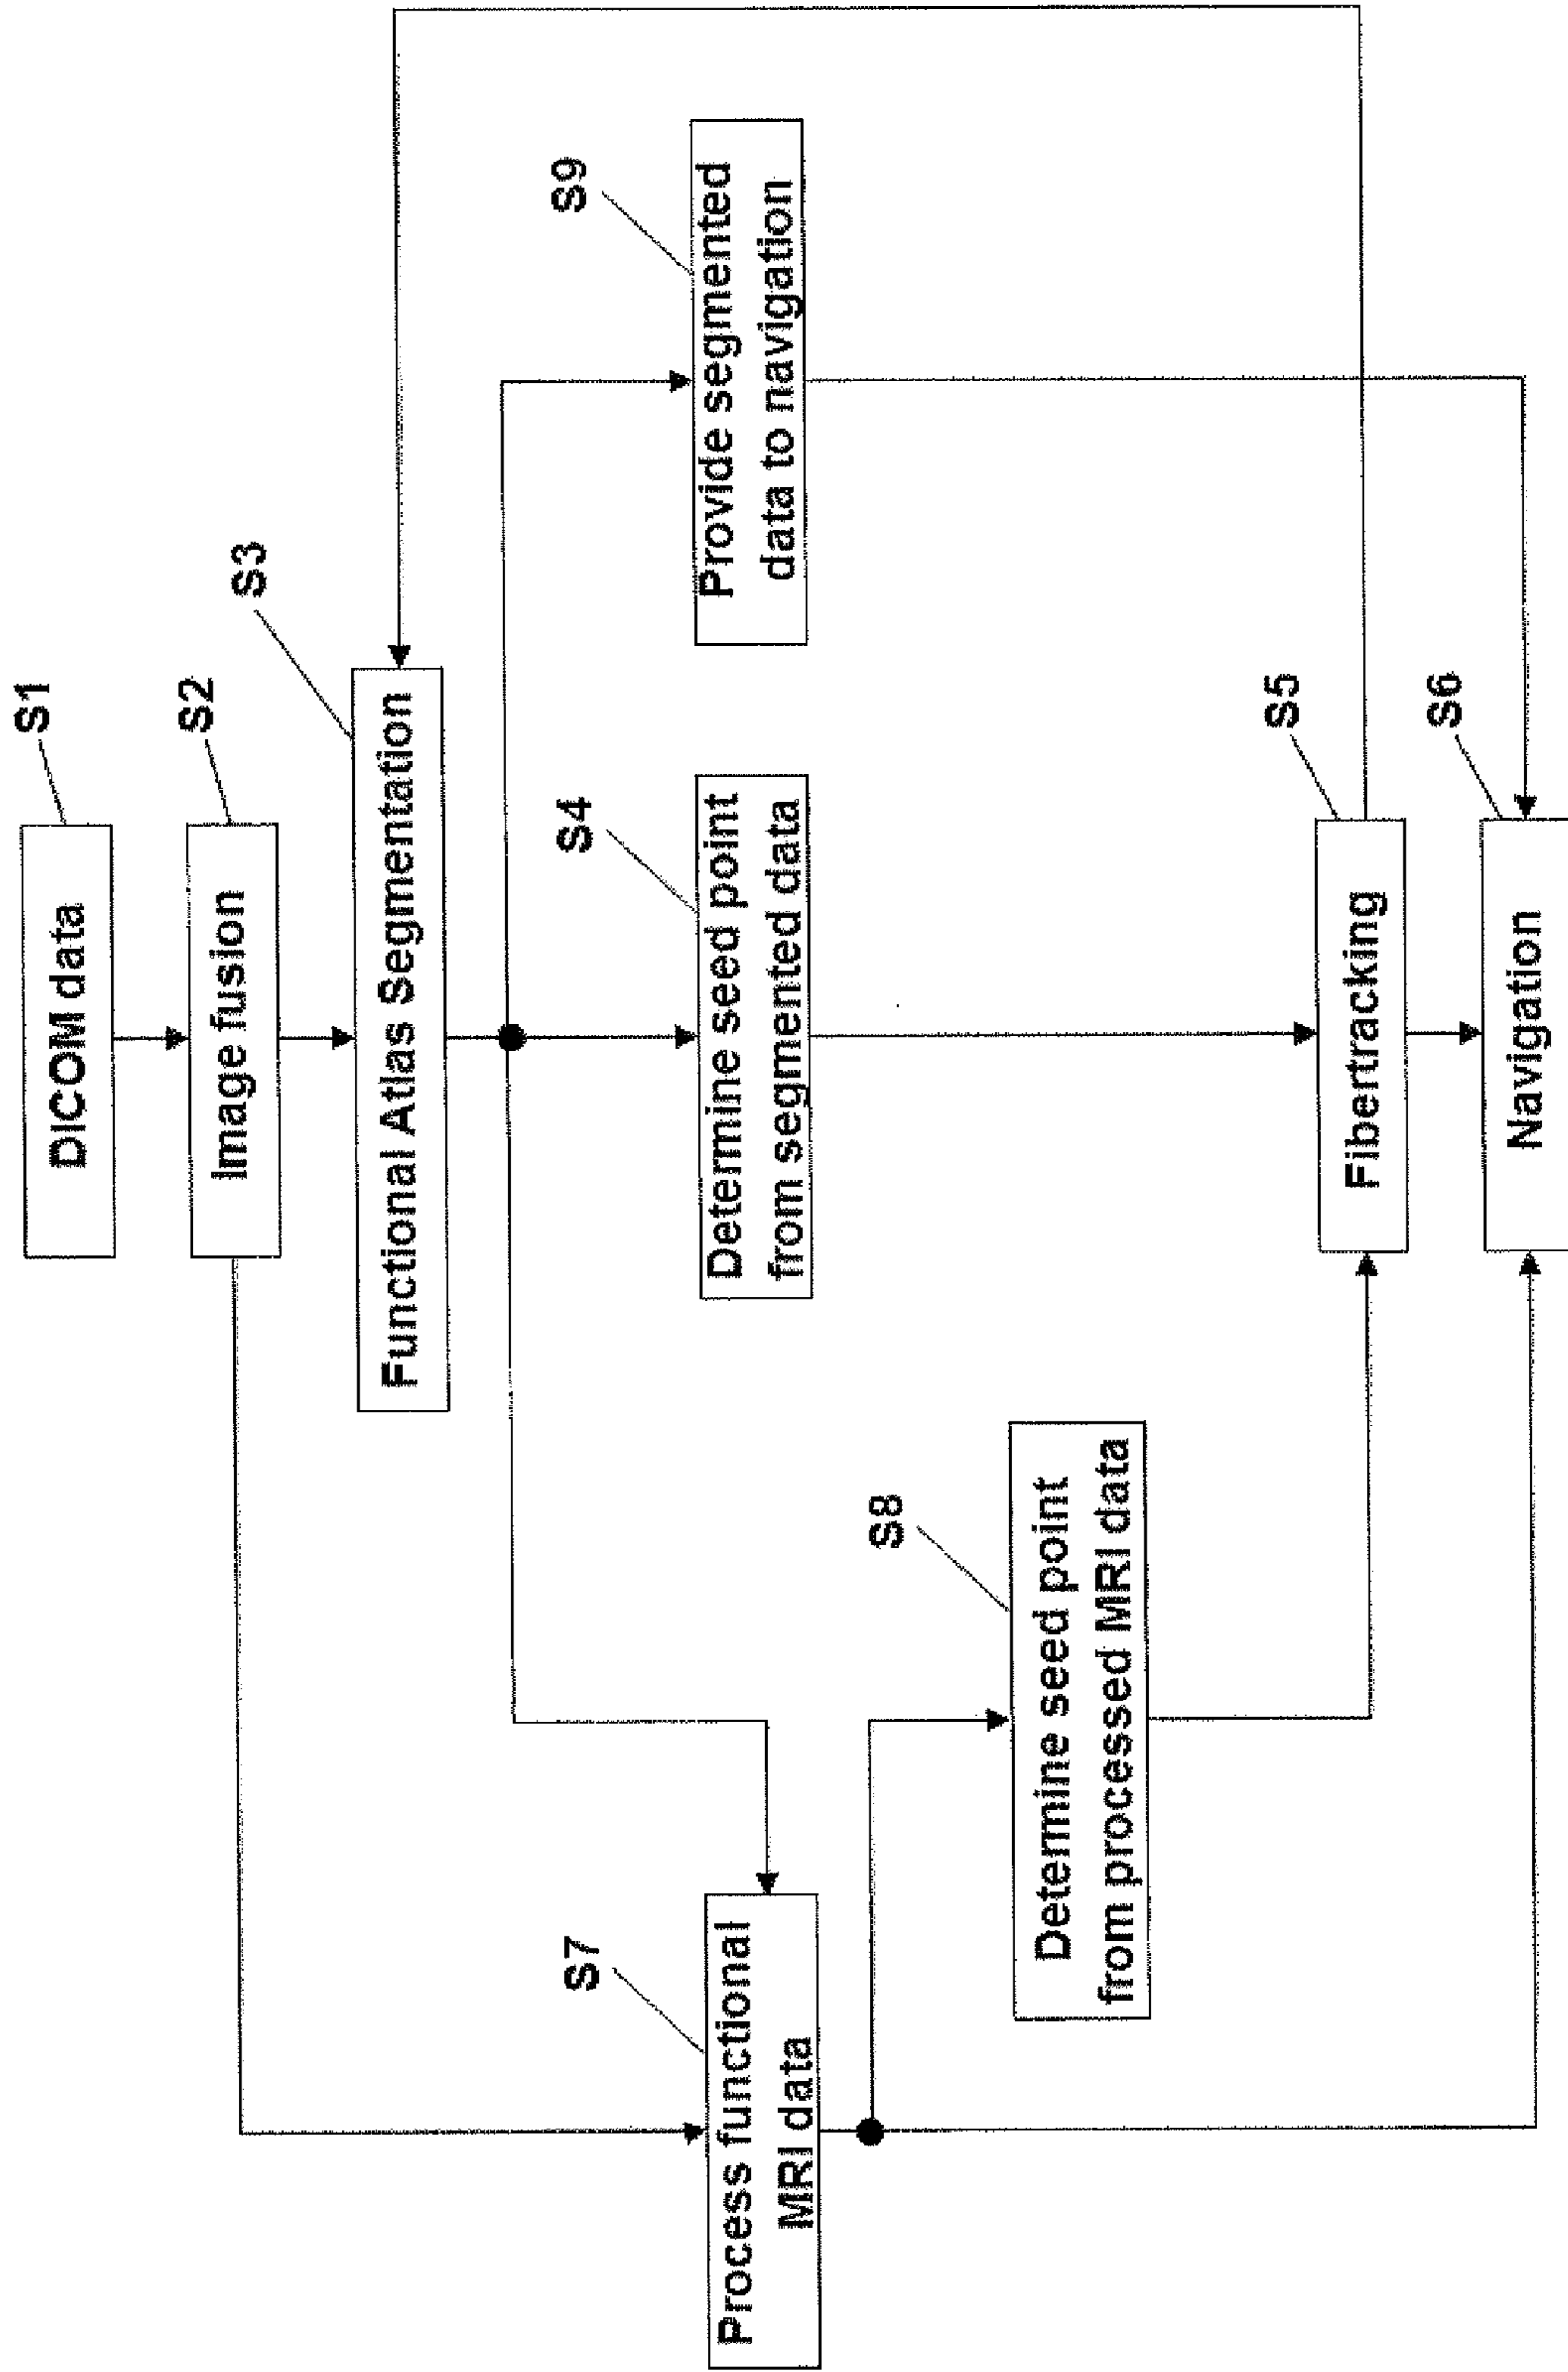 S1
DICOM data
S2
Image fusion
S3
Functional Atlas Segmentation
S7
Process functional
MRI data
S4
Determine seed point
from segmented data
S9
Provide segmented
data to navigation
S8
Determine seed point
from processed MRI data
S5
Fibertracking
S6
Navigation